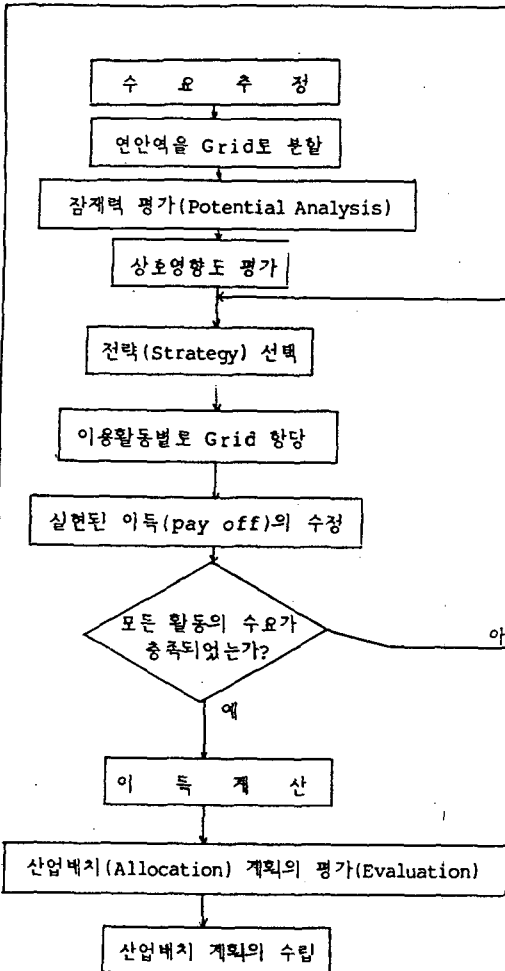 수 요 추 정
연안역을 Grid로 분할
잠재력 평가(Potential Analysis)
상호영향도 평가
전략(Strategy) 선택
이용활동별로 Grid 할당
실현된 이득(pay off)의 수정
모든 활동의 수요가
충족되었는가?
아
예
이 득 계 산
산업배치(Allocation) 계획의 평가(Evaluation)
산업배치 계획의 수립